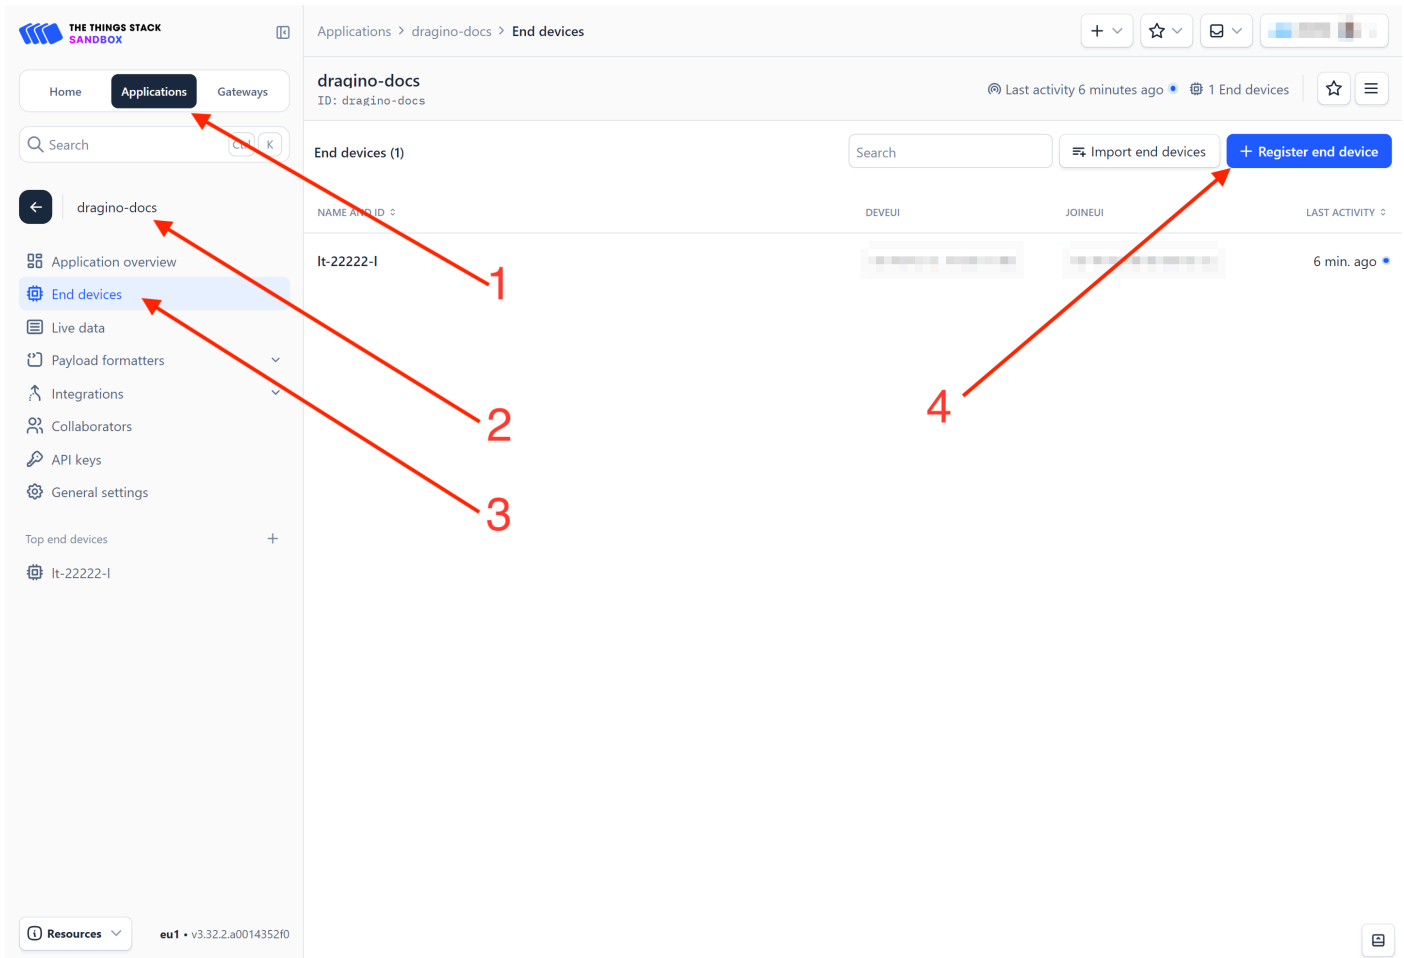 THE THINGS STACK
SANDBOX
Applications > dragino-docs > End devices
Home
Applications
Gateways
dragino-docs
ID: dragino-docs
Last activity 6 minutes ago
1 End devices
Search
Ctrl K
End devices (1)
Search
Import end devices
+ Register end device
dragino-docs
NAME AND ID
DEVEUI
JOINEUI
LAST ACTIVITY
lt-22222-l
6 min. ago
Application overview
End devices
Live data
Payload formatters
Integrations
Collaborators
API keys
General settings
Top end devices
lt-22222-l
1
2
3
4
Resources
eu1 • v3.32.2.a0014352f0